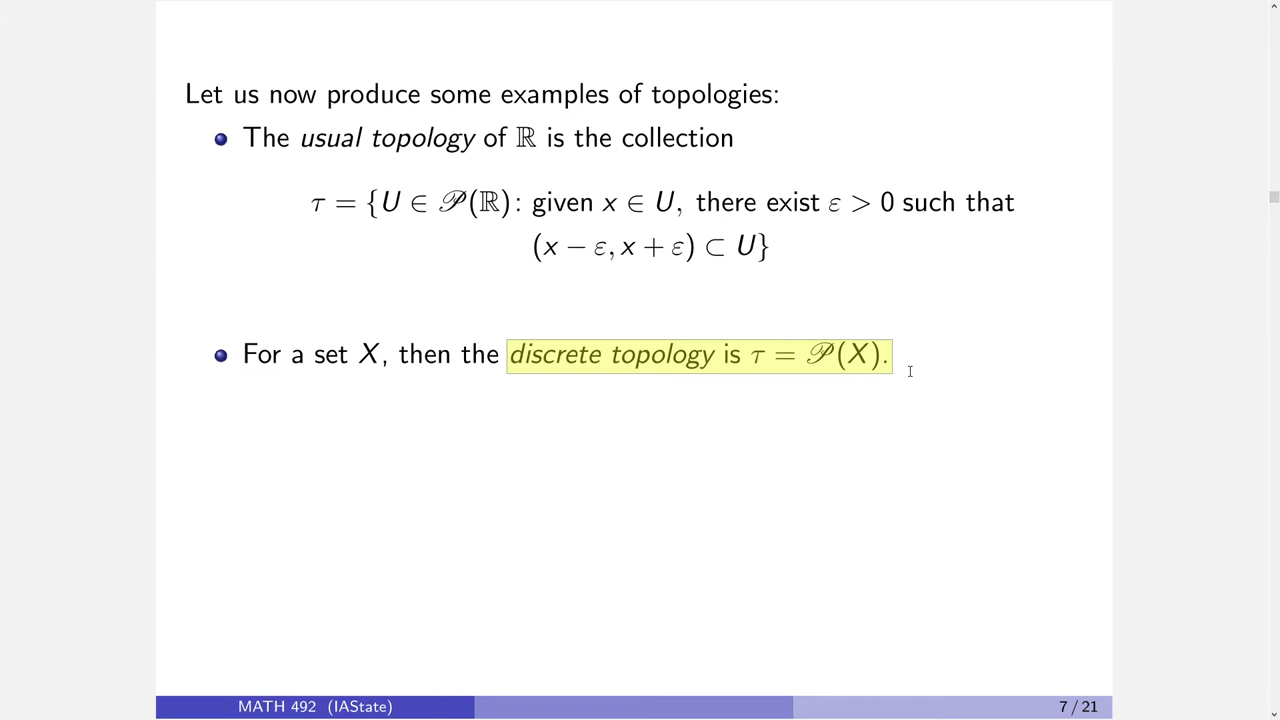 Let us now produce some examples of topologies:
The usual topology of ℝ is the collection
τ = {U ∈ 𝒫(ℝ): given x ∈ U, there exist ε > 0 such that
(x − ε, x + ε) ⊂ U}
For a set X, then the discrete topology is τ = 𝒫(X).
MATH 492 (IAState)
7 / 21